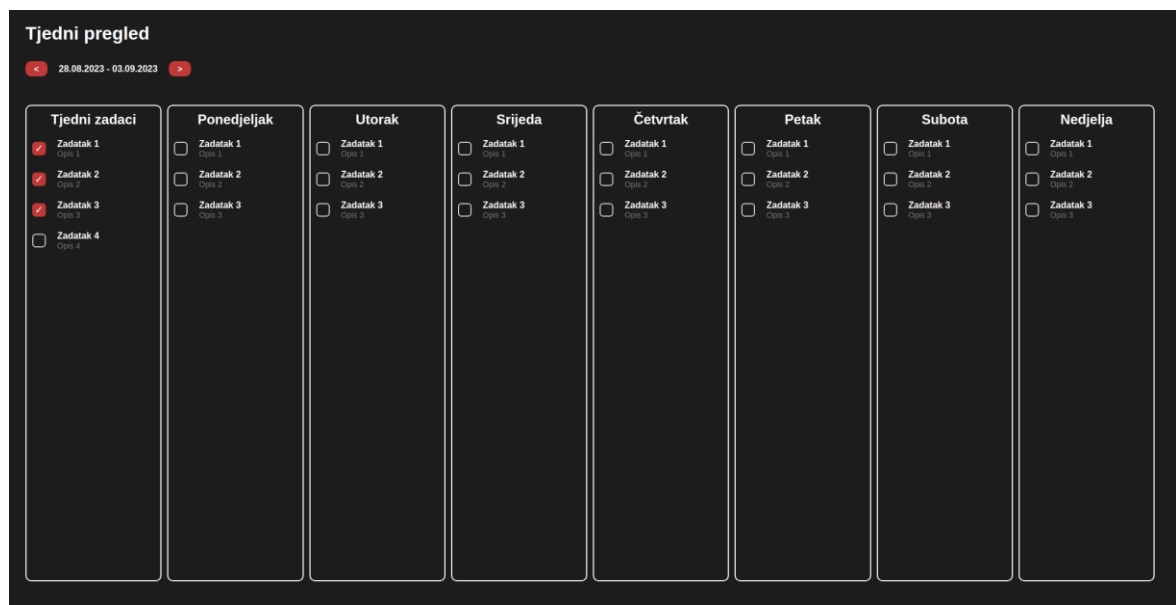 Tjedni pregled
< 28.08.2023 - 03.09.2023 >
Tjedni zadaci
Zadatak 1
Opis 1
Zadatak 2
Opis 2
Zadatak 3
Opis 3
Zadatak 4
Opis 4
Ponedjeljak
Zadatak 1
Opis 1
Zadatak 2
Opis 2
Zadatak 3
Opis 3
Utorak
Zadatak 1
Opis 1
Zadatak 2
Opis 2
Zadatak 3
Opis 3
Srijeda
Zadatak 1
Opis 1
Zadatak 2
Opis 2
Zadatak 3
Opis 3
Četvrtak
Zadatak 1
Opis 1
Zadatak 2
Opis 2
Zadatak 3
Opis 3
Petak
Zadatak 1
Opis 1
Zadatak 2
Opis 2
Zadatak 3
Opis 3
Subota
Zadatak 1
Opis 1
Zadatak 2
Opis 2
Zadatak 3
Opis 3
Nedjelja
Zadatak 1
Opis 1
Zadatak 2
Opis 2
Zadatak 3
Opis 3